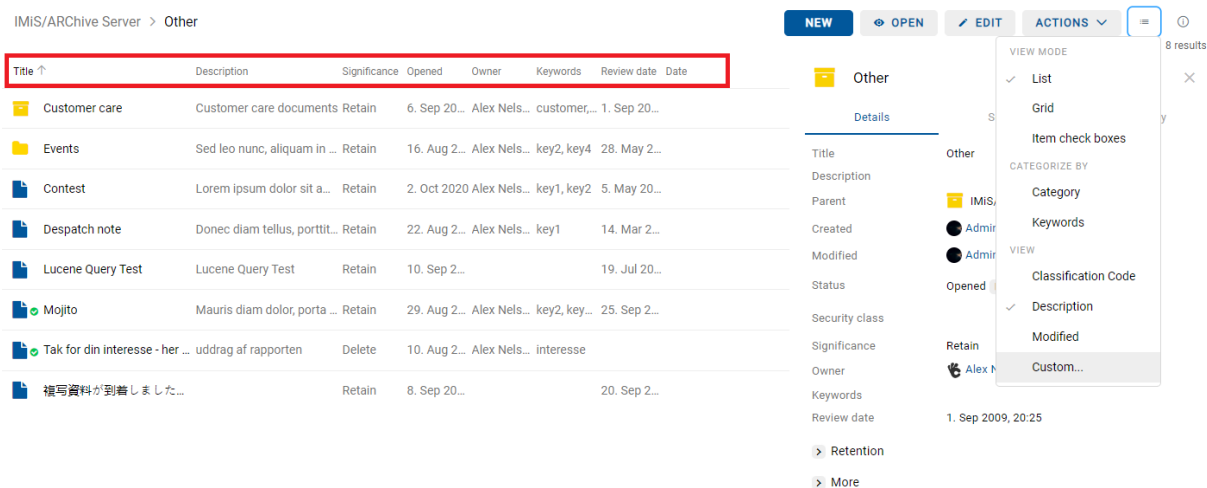 IMiS/ARChive Server > Other
NEW OPEN EDIT ACTIONS
8 results
Title Description Significance Opened Owner Keywords Review date Date
Customer care Customer care documents Retain 6. Sep 20... Alex Nels... customer,... 1. Sep 20...
Events Sed leo nunc, aliquam in ... Retain 16. Aug 2... Alex Nels... key2, key4 28. May 2...
Contest Lorem ipsum dolor sit a... Retain 2. Oct 2020 Alex Nels... key1, key2 5. May 20...
Despatch note Donec diam tellus, porttit... Retain 22. Aug 2... Alex Nels... key1 14. Mar 2...
Lucene Query Test Lucene Query Test Retain 10. Sep 2... 19. Jul 20...
Mojito Mauris diam dolor, porta ... Retain 29. Aug 2... Alex Nels... key2, key... 25. Sep 2...
Tak for din interesse - her ... uddrag af rapporten Delete 10. Aug 2... Alex Nels... interesse
複写資料が到着しました... Retain 8. Sep 20... 20. Sep 2...
Other
Details S y
Title Other
Description
Parent IMiS/
Created Admin
Modified Admin
Status Opened
Security class
Significance Retain
Owner Alex N
Keywords
Review date 1. Sep 2009, 20:25
> Retention
> More
VIEW MODE
List
Grid
Item check boxes
CATEGORIZE BY
Category
Keywords
VIEW
Classification Code
Description
Modified
Custom...